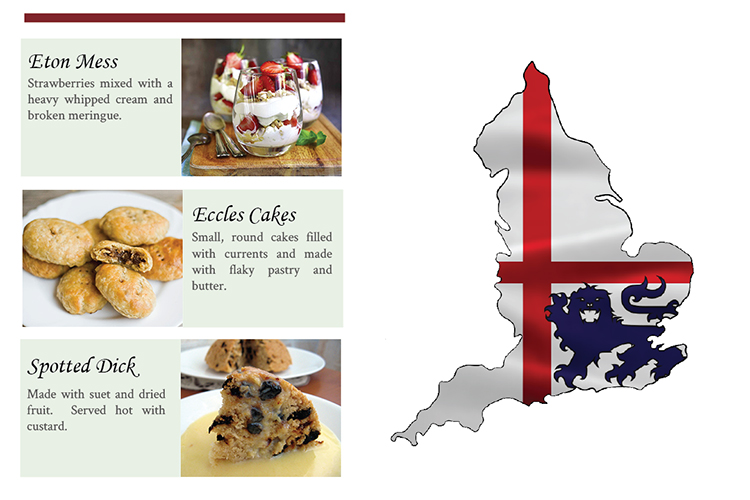 Eton Mess
Strawberries mixed with a
heavy whipped cream and
broken meringue.
Eccles Cakes
Small, round cakes filled
with currents and made
with flaky pastry and
butter.
Spotted Dick
Made with suet and dried
fruit. Served hot with
custard.